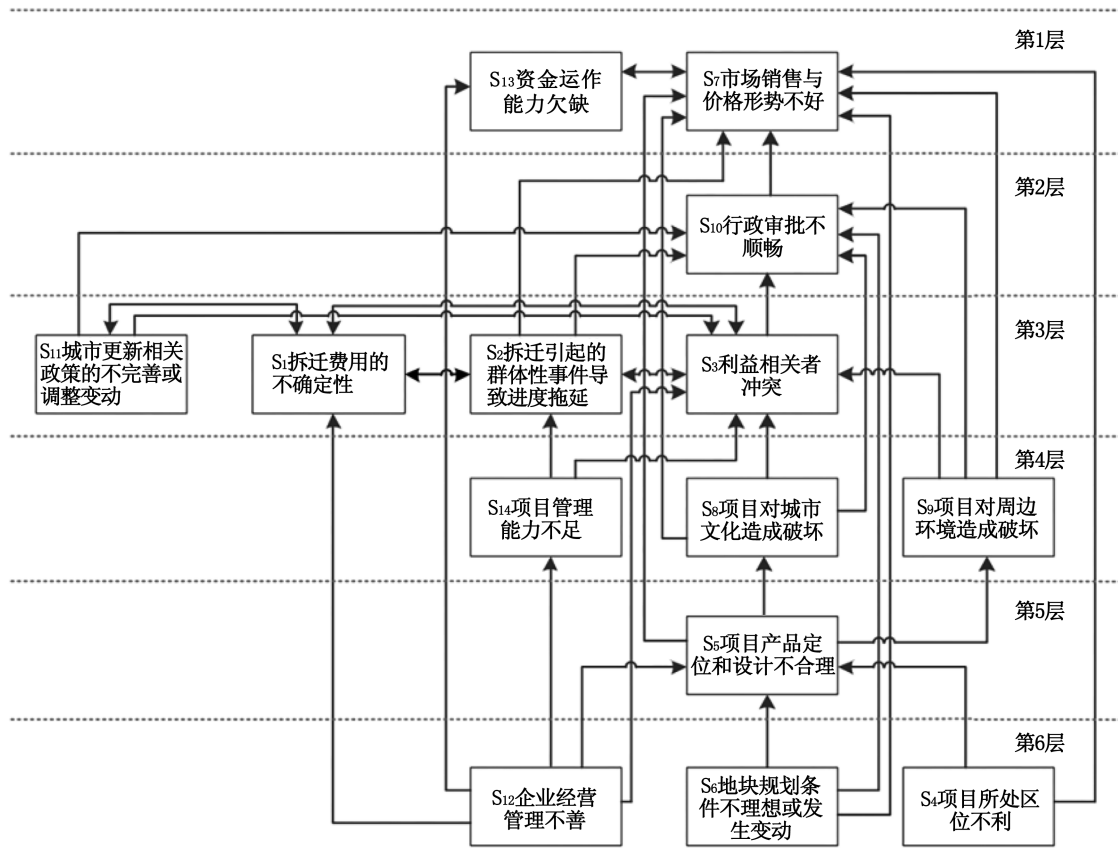 第1层
S13资金运作
能力欠缺
S7市场销售与
价格形势不好
第2层
S10行政审批不
顺畅
第3层
S11城市更新相关
政策的不完善或
调整变动
S1拆迁费用的
不确定性
S2拆迁引起的
群体性事件导
致进度拖延
S3利益相关者
冲突
第4层
S14项目管理
能力不足
S8项目对城市
文化造成破坏
S9项目对周边
环境造成破坏
第5层
S5项目产品定
位和设计不合理
第6层
S12企业经营
管理不善
S6地块规划条
件不理想或发
生变动
S4项目所处区
位不利